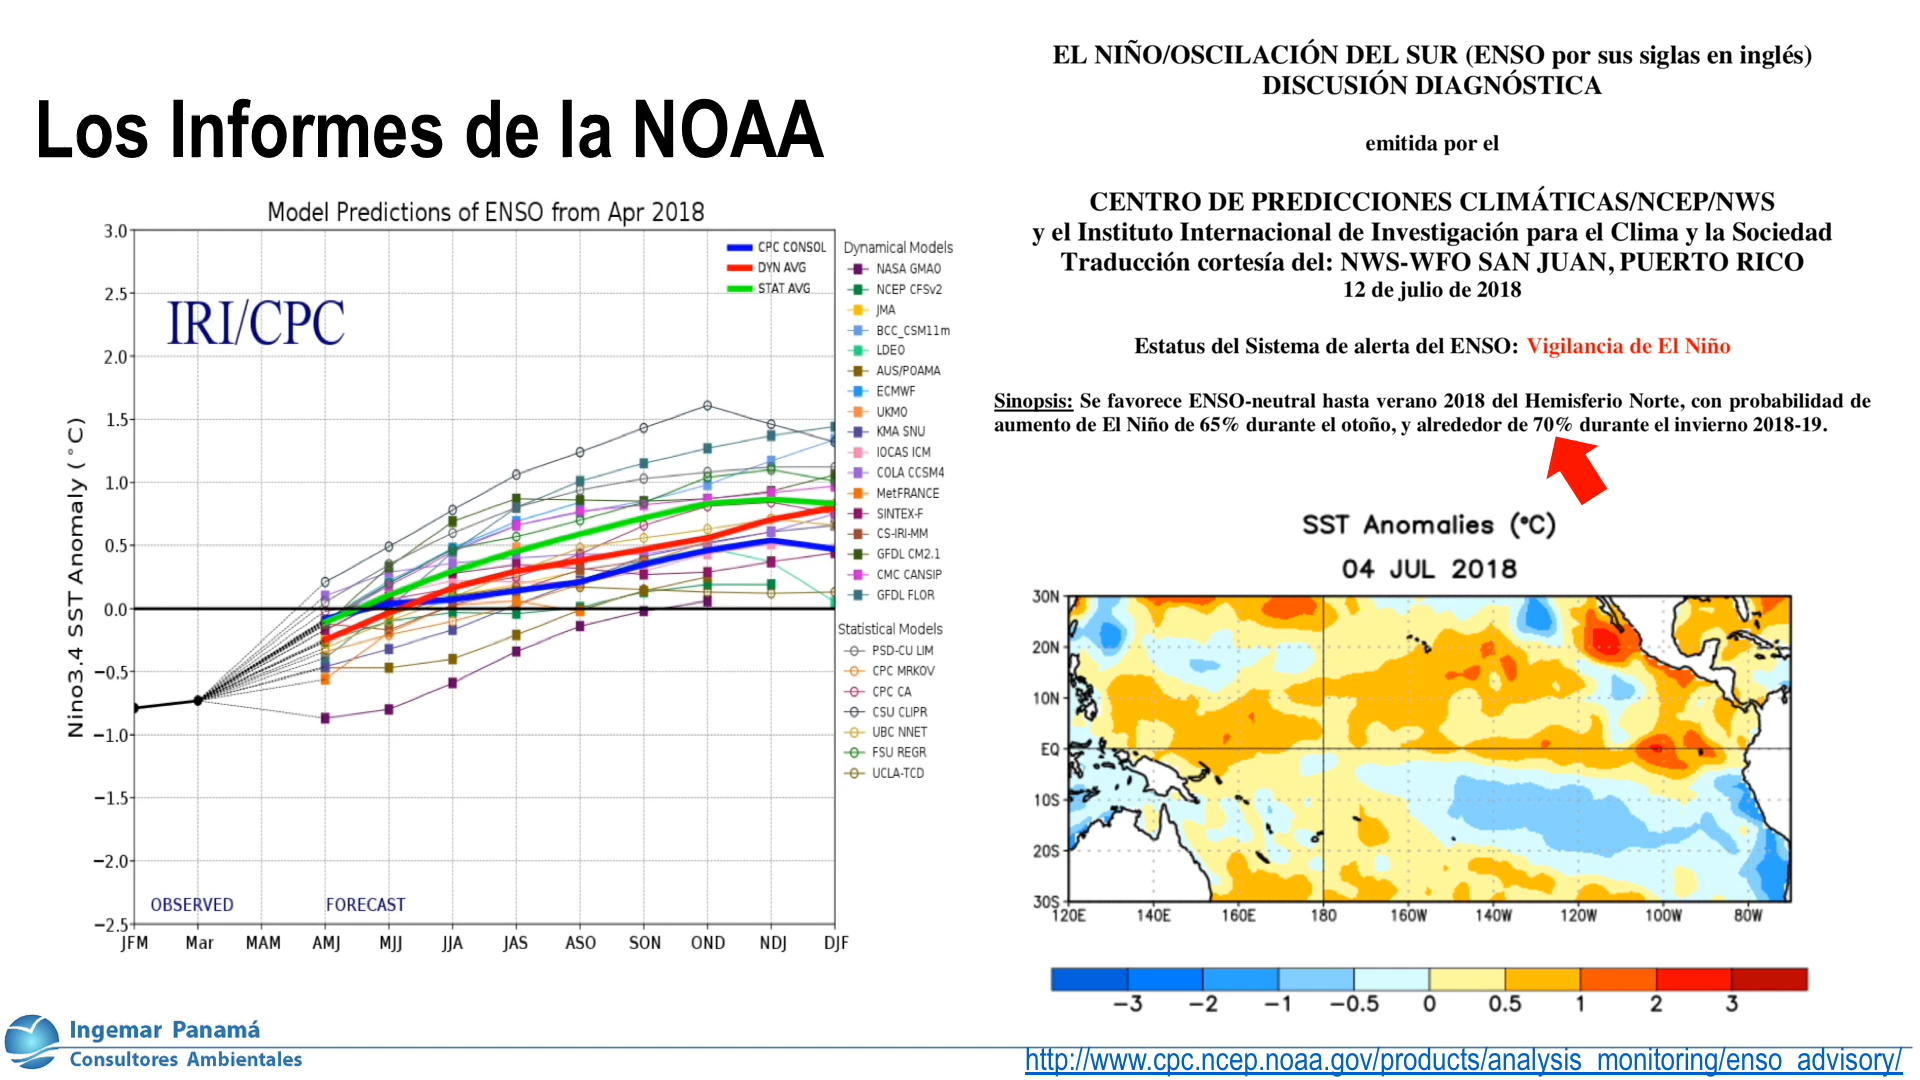 Los Informes de la NOAA
Model Predictions of ENSO from Apr 2018
IRI/CPC
CPC CONSOL
DYN AVG
STAT AVG
Nino3.4 SST Anomaly (°C)
3.0
2.5
2.0
1.5
1.0
0.5
0.0
−0.5
−1.0
−1.5
−2.0
−2.5
OBSERVED
FORECAST
JFM Mar MAM AMJ MJJ JJA JAS ASO SON OND NDJ DJF
Dynamical Models
NASA GMAO
NCEP CFSv2
JMA
BCC_CSM11m
LDEO
AUS/POAMA
ECMWF
UKMO
KMA SNU
IOCAS ICM
COLA CCSM4
MetFRANCE
SINTEX-F
CS-IRI-MM
GFDL CM2.1
CMC CANSIP
GFDL FLOR
Statistical Models
PSD-CU LIM
CPC MRKOV
CPC CA
CSU CLIPR
UBC NNET
FSU REGR
UCLA-TCD
EL NIÑO/OSCILACIÓN DEL SUR (ENSO por sus siglas en inglés)
DISCUSIÓN DIAGNÓSTICA
emitida por el
CENTRO DE PREDICCIONES CLIMÁTICAS/NCEP/NWS
y el Instituto Internacional de Investigación para el Clima y la Sociedad
Traducción cortesía del: NWS-WFO SAN JUAN, PUERTO RICO
12 de julio de 2018
Estatus del Sistema de alerta del ENSO: Vigilancia de El Niño
Sinopsis: Se favorece ENSO-neutral hasta verano 2018 del Hemisferio Norte, con probabilidad de
aumento de El Niño de 65% durante el otoño, y alrededor de 70% durante el invierno 2018-19.
SST Anomalies (°C)
04 JUL 2018
30N
20N
10N
EQ
10S
20S
30S
120E 140E 160E 180 160W 140W 120W 100W 80W
−3 −2 −1 −0.5 0 0.5 1 2 3
Ingemar Panamá
Consultores Ambientales
http://www.cpc.ncep.noaa.gov/products/analysis_monitoring/enso_advisory/